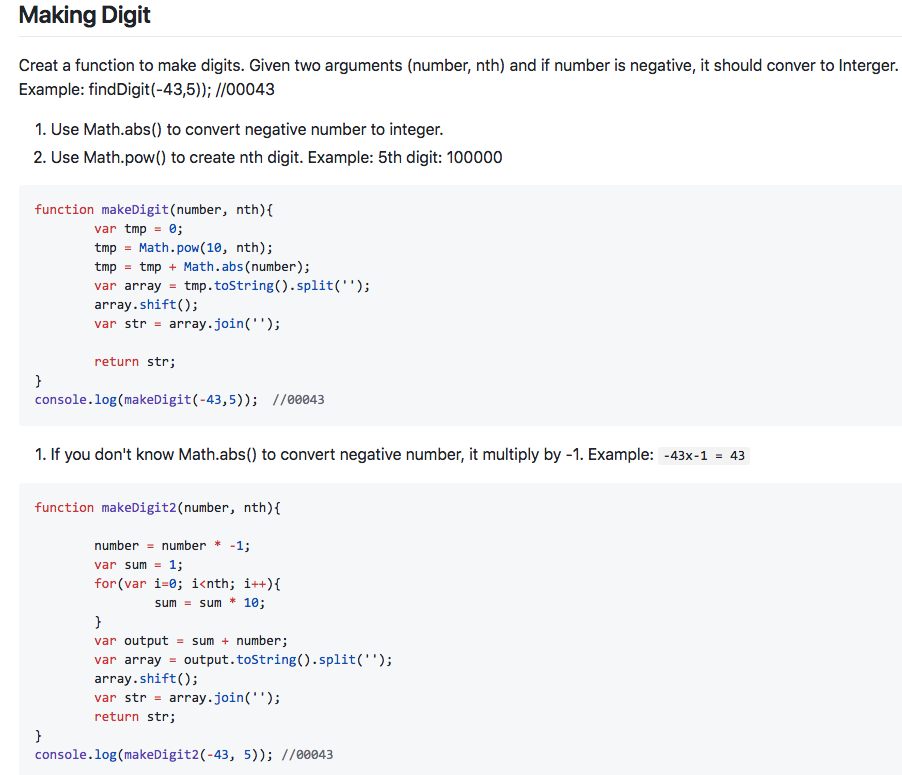 Making Digit
Creat a function to make digits. Given two arguments (number, nth) and if number is negative, it should conver to Interger.
Example: findDigit(-43,5)); //00043
1. Use Math.abs() to convert negative number to integer.
2. Use Math.pow() to create nth digit. Example: 5th digit: 100000
function makeDigit(number, nth){
        var tmp = 0;
        tmp = Math.pow(10, nth);
        tmp = tmp + Math.abs(number);
        var array = tmp.toString().split('');
        array.shift();
        var str = array.join('');
        return str;
}
console.log(makeDigit(-43,5));  //00043
1. If you don't know Math.abs() to convert negative number, it multiply by -1. Example: -43x-1 = 43
function makeDigit2(number, nth){
        number = number * -1;
        var sum = 1;
        for(var i=0; i<nth; i++){
                sum = sum * 10;
        }
        var output = sum + number;
        var array = output.toString().split('');
        array.shift();
        var str = array.join('');
        return str;
}
console.log(makeDigit2(-43, 5)); //00043